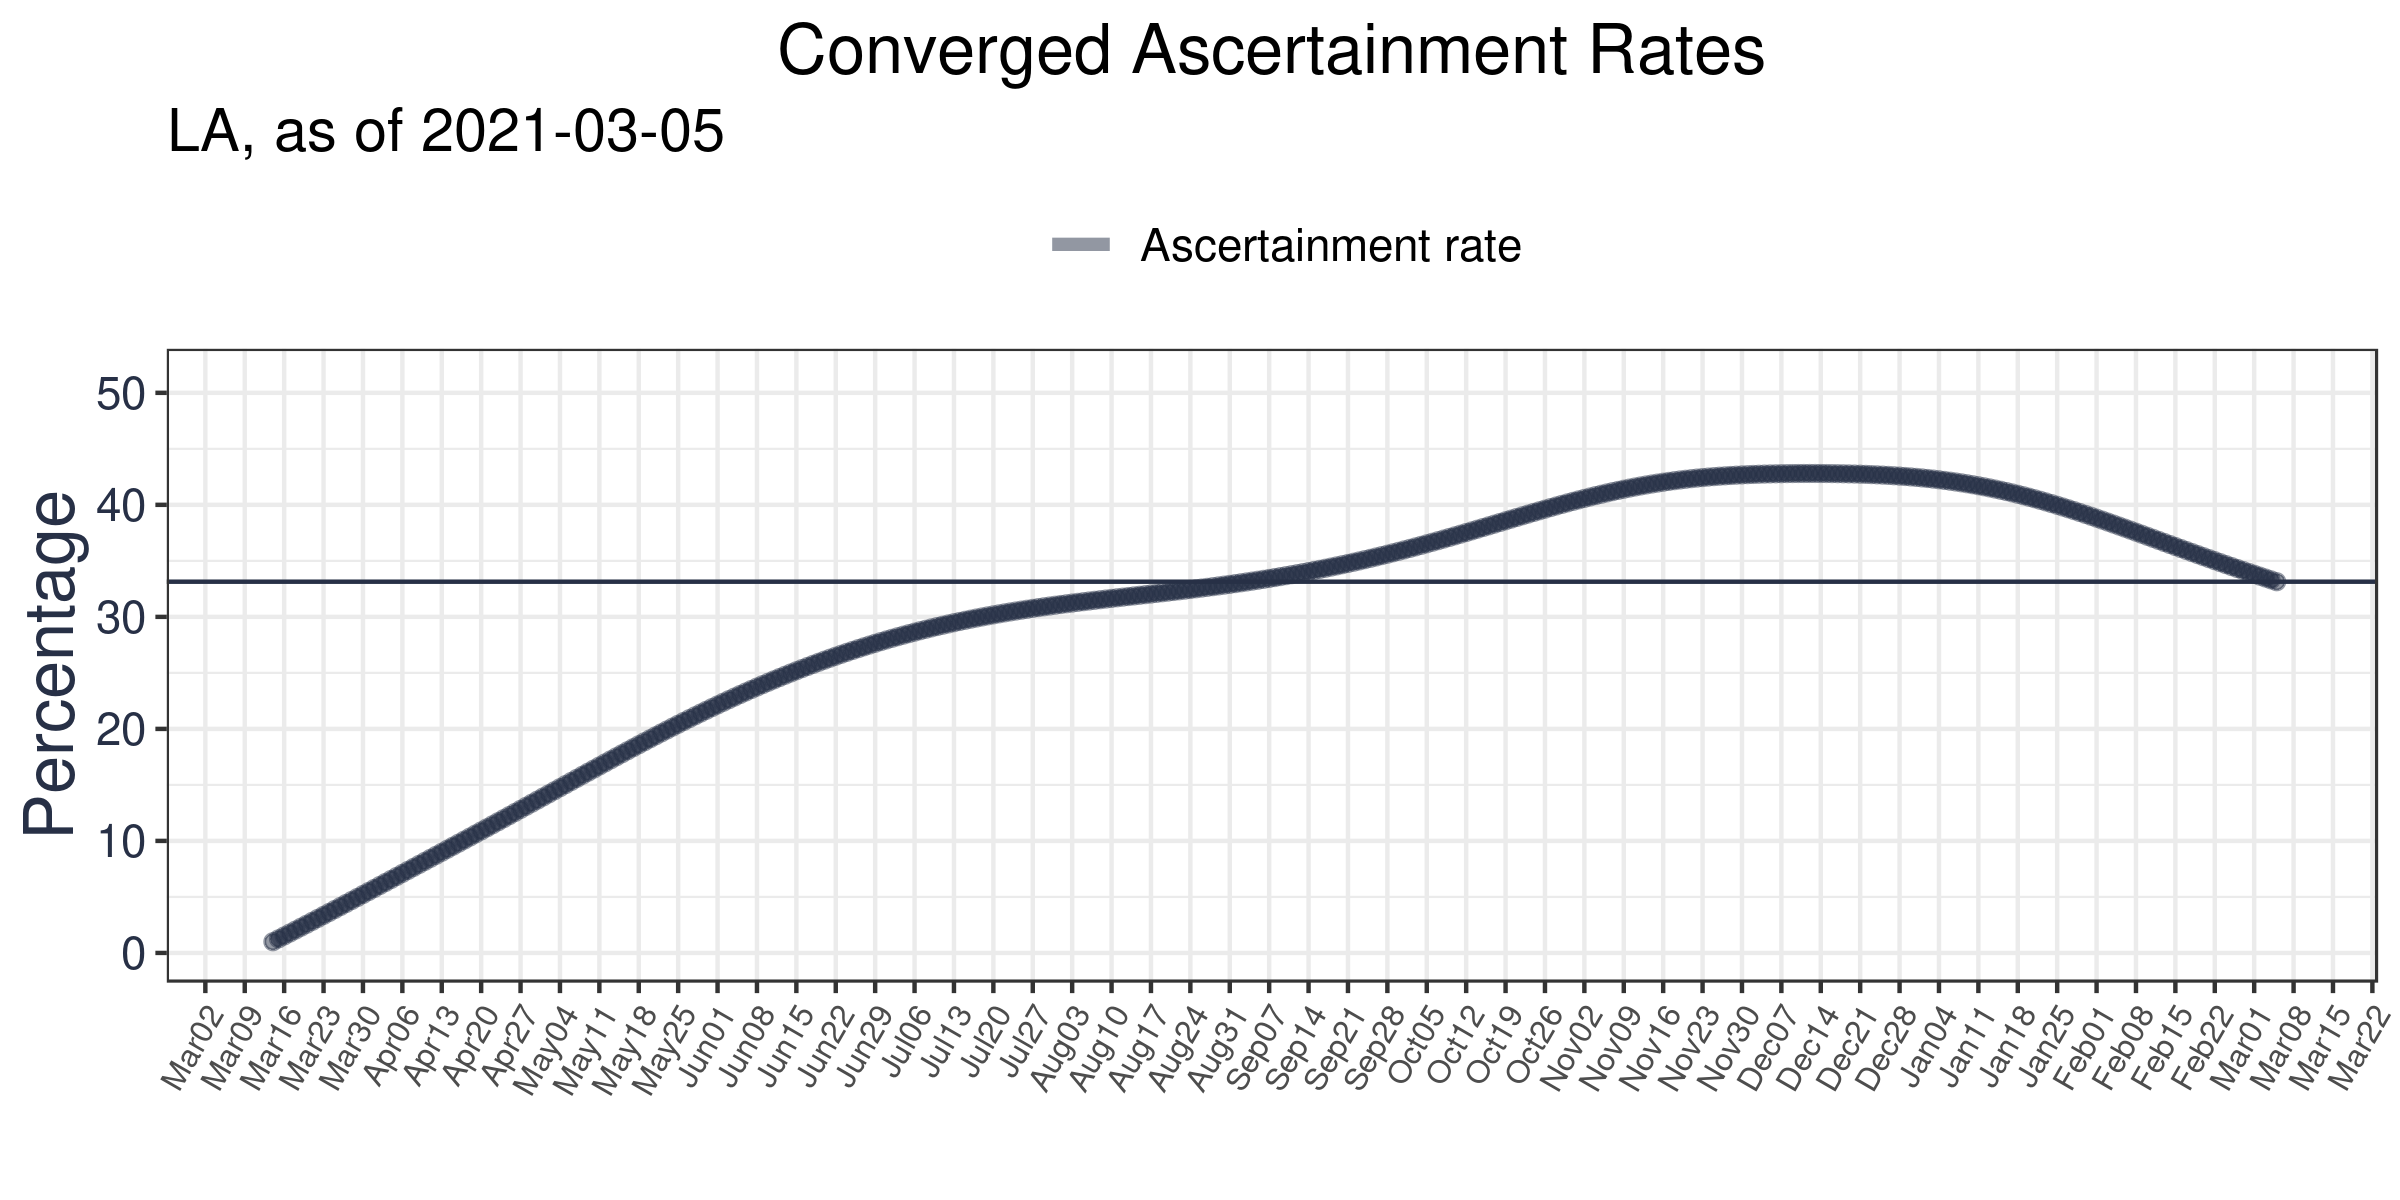 Converged Ascertainment Rates
LA, as of 2021-03-05
Ascertainment rate
Percentage
50
40
30
20
10
0
Mar02 Mar09 Mar16 Mar23 Mar30 Apr06 Apr13 Apr20 Apr27 May04 May11 May18 May25 Jun01 Jun08 Jun15 Jun22 Jun29 Jul06 Jul13 Jul20 Jul27 Aug03 Aug10 Aug17 Aug24 Aug31 Sep07 Sep14 Sep21 Sep28 Oct05 Oct12 Oct19 Oct26 Nov02 Nov09 Nov16 Nov23 Nov30 Dec07 Dec14 Dec21 Dec28 Jan04 Jan11 Jan18 Jan25 Feb01 Feb08 Feb15 Feb22 Mar01 Mar08 Mar15 Mar22